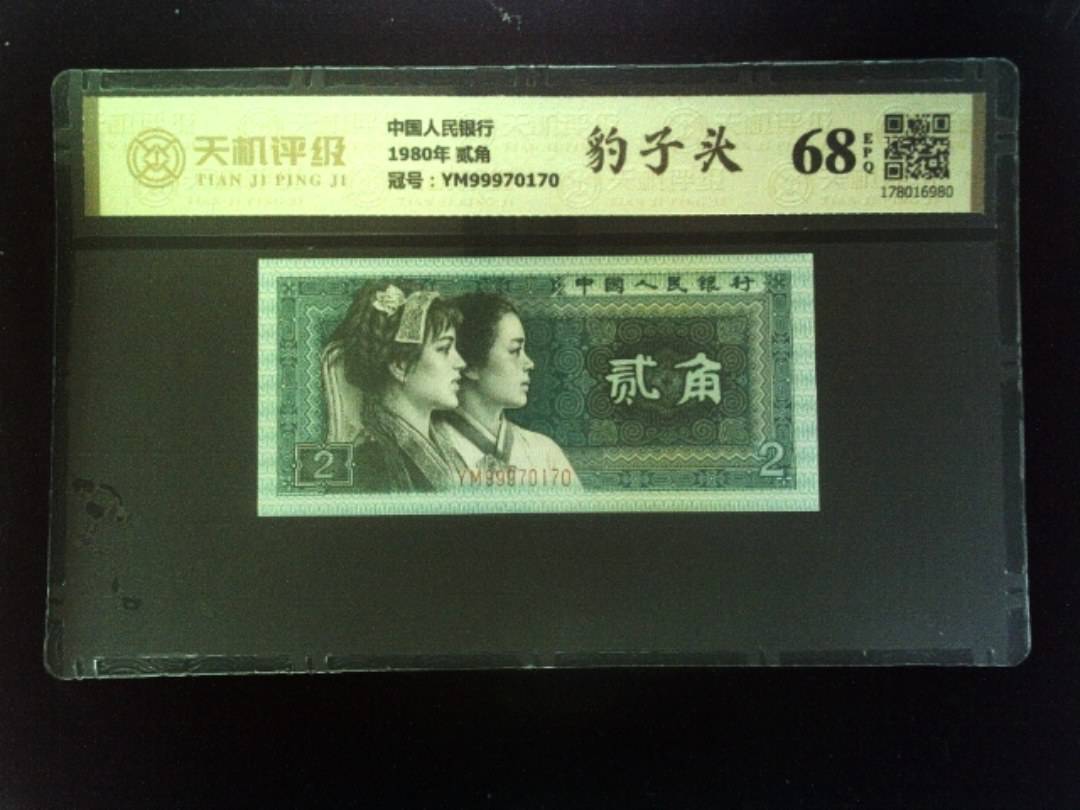 天机评级
TIAN JI PING JI
中国人民银行
1980年 贰角
冠号：YM99970170
豹子头
68 EPQ
178016980
中國人民銀行
贰角
2
2
YM99970170